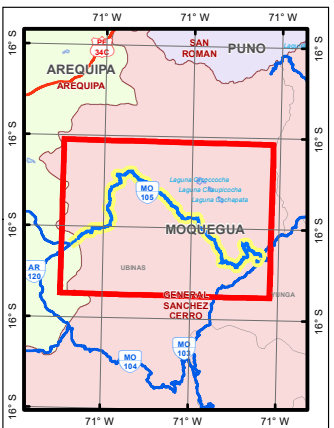 71° W 71° W 71° W
16° S 16° S
PE
34C
SAN
ROMAN
PUNO
Laguna
AREQUIPA
AREQUIPA
16° S 16° S
MO
105
Laguna Chaupicocha
MOQUEGUA
16° S 16° S
UBINAS
AR
120
GENERAL
SANCHEZ
CERRO
YUNGA
16° S 16° S
MO
104
MO
103
16° S 16° S
71° W 71° W 71° W